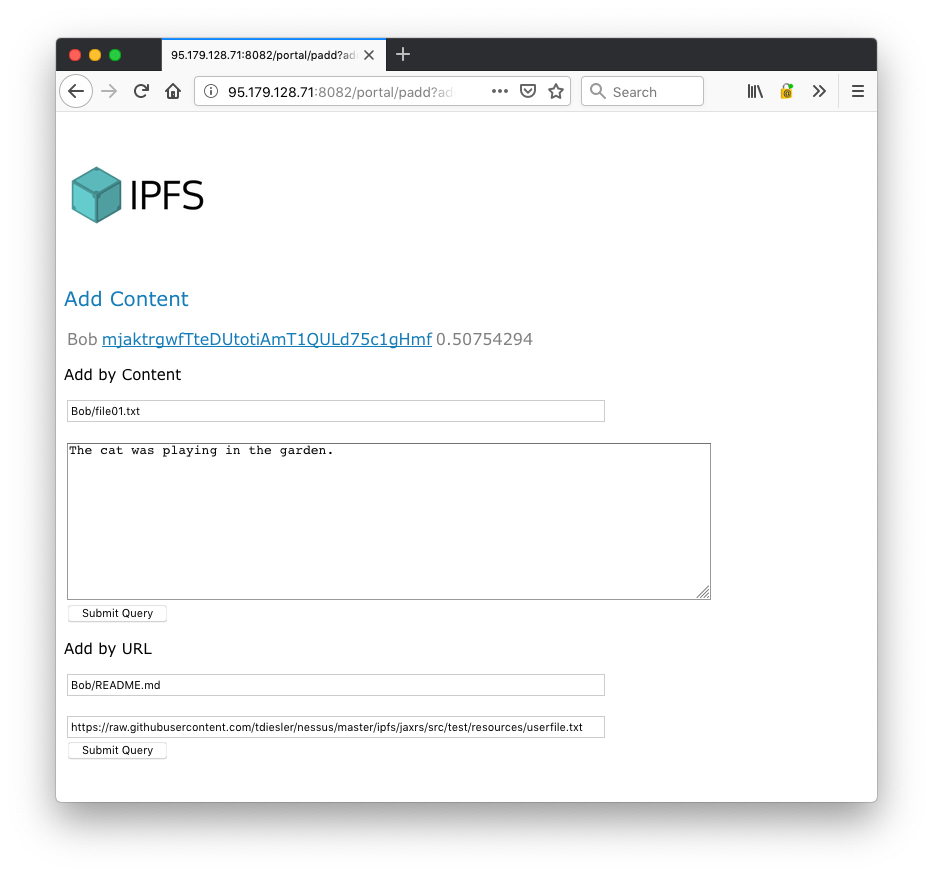 95.179.128.71:8082/portal/padd?ad
95.179.128.71:8082/portal/padd?ad
Search
IPFS
Add Content
Bob mjaktrgwfTteDUtotiAmT1QULd75c1gHmf 0.50754294
Add by Content
Bob/file01.txt
The cat was playing in the garden.
Submit Query
Add by URL
Bob/README.md
https://raw.githubusercontent.com/tdiesler/nessus/master/ipfs/jaxrs/src/test/resources/userfile.txt
Submit Query